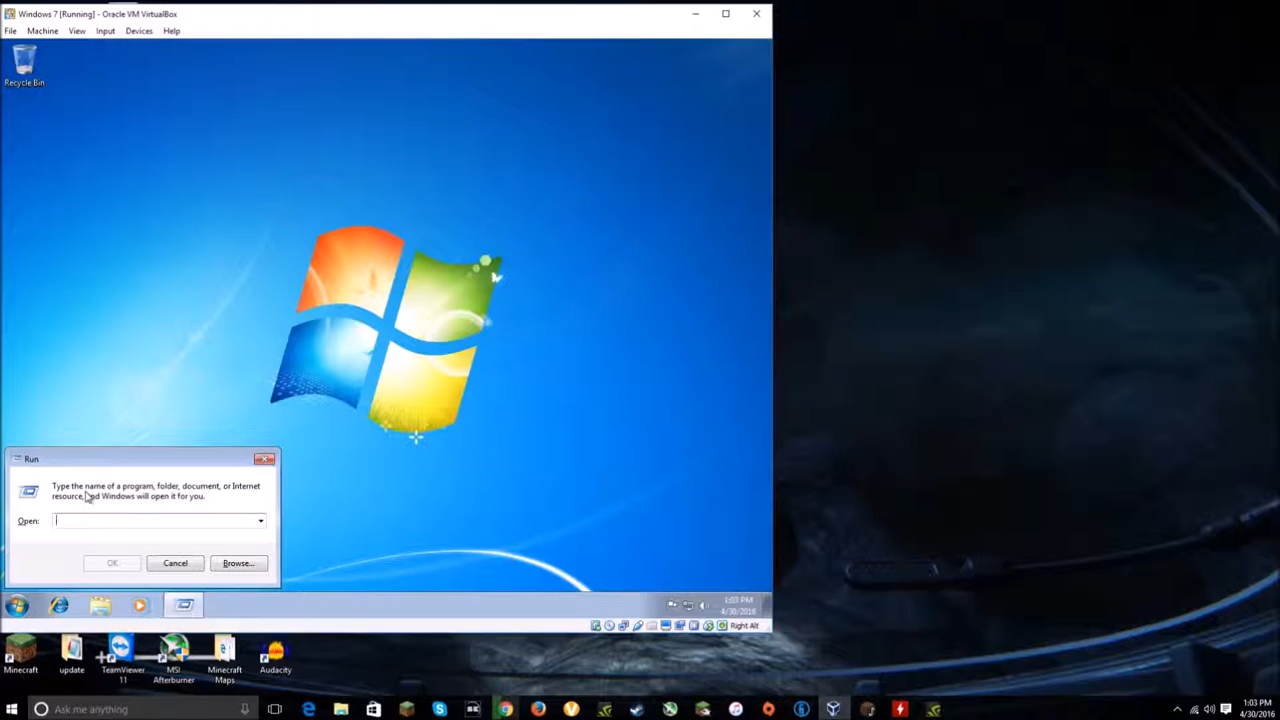 Windows 7 [Running] - Oracle VM VirtualBox
File Machine View Input Devices Help
Recycle Bin
Run
Type the name of a program, folder, document, or Internet
resource, and Windows will open it for you.
Open:
OK Cancel Browse...
1:03 PM
4/30/2016
Right Alt
Minecraft
update
TeamViewer
11
MSI
Afterburner
Minecraft
Maps
Audacity
Ask me anything
1:03 PM
4/30/2016